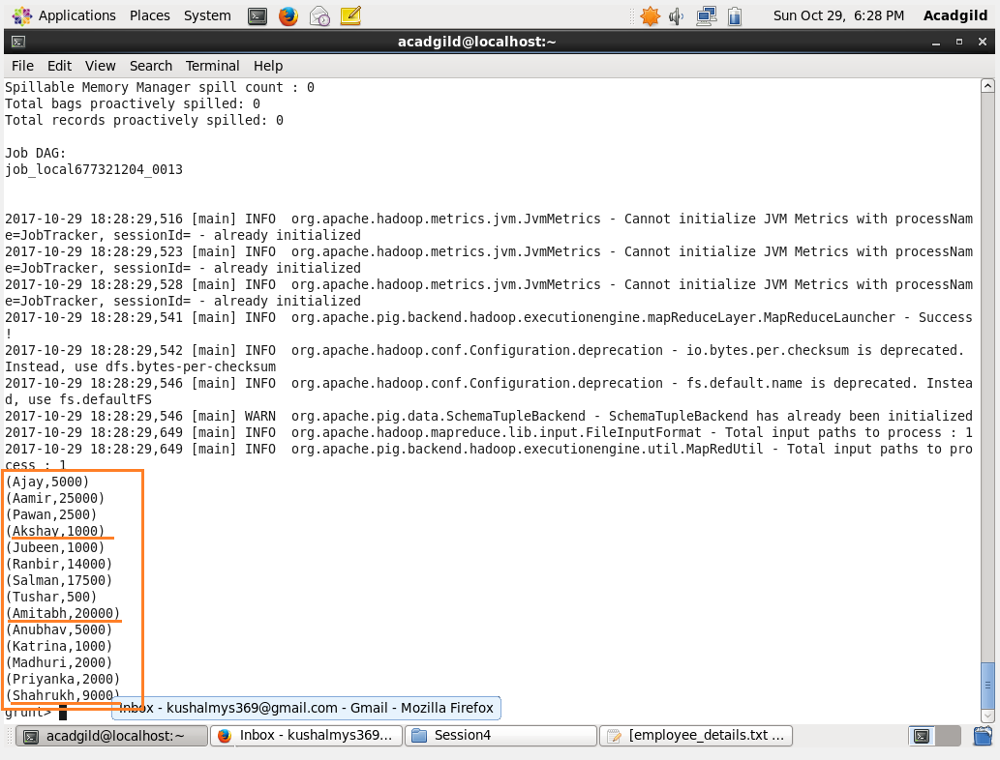 Applications Places System Sun Oct 29, 6:28 PM Acadgild
acadgild@localhost:~
File Edit View Search Terminal Help
Spillable Memory Manager spill count : 0
Total bags proactively spilled: 0
Total records proactively spilled: 0
Job DAG:
job_local677321204_0013
2017-10-29 18:28:29,516 [main] INFO  org.apache.hadoop.metrics.jvm.JvmMetrics - Cannot initialize JVM Metrics with processNam
e=JobTracker, sessionId= - already initialized
2017-10-29 18:28:29,523 [main] INFO  org.apache.hadoop.metrics.jvm.JvmMetrics - Cannot initialize JVM Metrics with processNam
e=JobTracker, sessionId= - already initialized
2017-10-29 18:28:29,528 [main] INFO  org.apache.hadoop.metrics.jvm.JvmMetrics - Cannot initialize JVM Metrics with processNam
e=JobTracker, sessionId= - already initialized
2017-10-29 18:28:29,541 [main] INFO  org.apache.pig.backend.hadoop.executionengine.mapReduceLayer.MapReduceLauncher - Success
!
2017-10-29 18:28:29,542 [main] INFO  org.apache.hadoop.conf.Configuration.deprecation - io.bytes.per.checksum is deprecated.
Instead, use dfs.bytes-per-checksum
2017-10-29 18:28:29,546 [main] INFO  org.apache.hadoop.conf.Configuration.deprecation - fs.default.name is deprecated. Instea
d, use fs.defaultFS
2017-10-29 18:28:29,546 [main] WARN  org.apache.pig.data.SchemaTupleBackend - SchemaTupleBackend has already been initialized
2017-10-29 18:28:29,649 [main] INFO  org.apache.hadoop.mapreduce.lib.input.FileInputFormat - Total input paths to process : 1
2017-10-29 18:28:29,649 [main] INFO  org.apache.pig.backend.hadoop.executionengine.util.MapRedUtil - Total input paths to pro
cess : 1
(Ajay,5000)
(Aamir,25000)
(Pawan,2500)
(Akshay,1000)
(Jubeen,1000)
(Ranbir,14000)
(Salman,17500)
(Tushar,500)
(Amitabh,20000)
(Anubhav,5000)
(Katrina,1000)
(Madhuri,2000)
(Priyanka,2000)
(Shahrukh,9000)
grunt>
Inbox - kushalmys369@gmail.com - Gmail - Mozilla Firefox
acadgild@localhost:~ Inbox - kushalmys369... Session4 [employee_details.txt ...